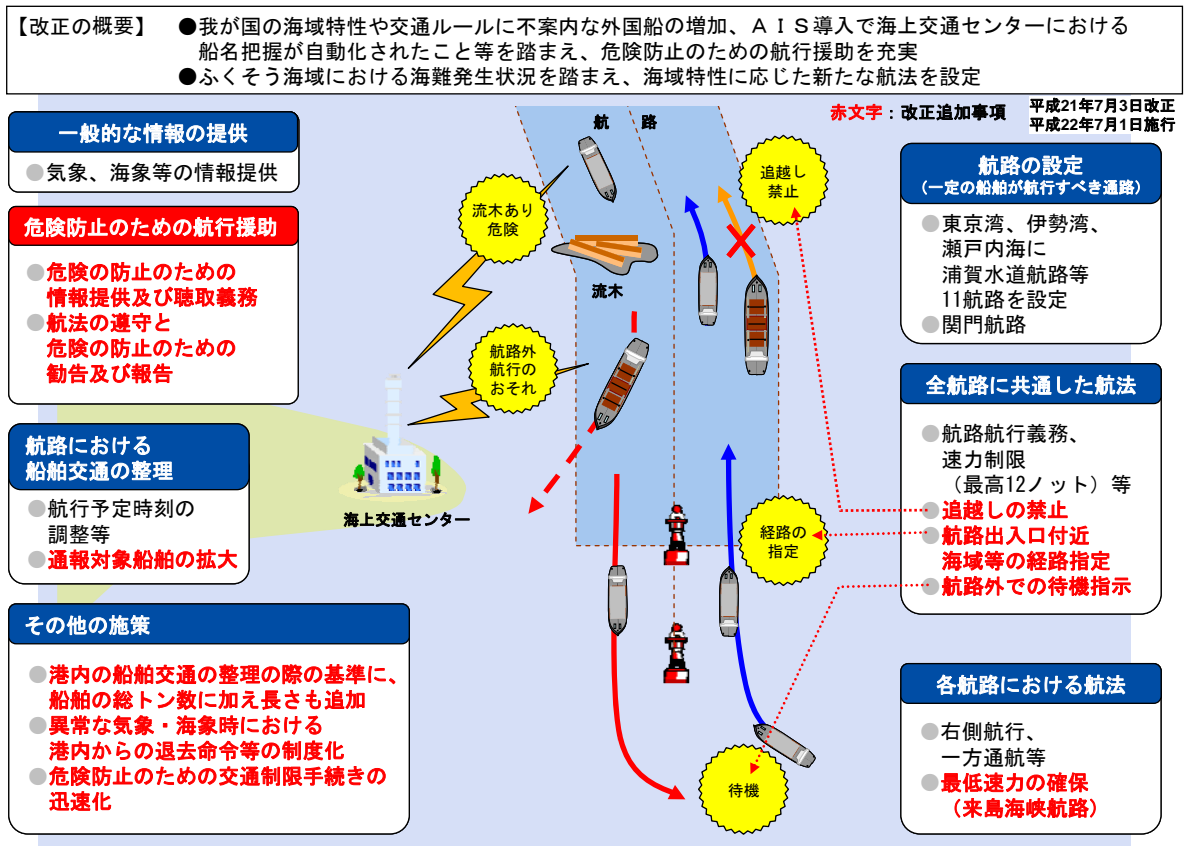 【改正の概要】 ●我が国の海域特性や交通ルールに不案内な外国船の増加、ＡＩＳ導入で海上交通センターにおける
船名把握が自動化されたこと等を踏まえ、危険防止のための航行援助を充実
●ふくそう海域における海難発生状況を踏まえ、海域特性に応じた新たな航法を設定
赤文字：改正追加事項
平成21年7月3日改正
平成22年7月1日施行
一般的な情報の提供
●気象、海象等の情報提供
危険防止のための航行援助
●危険の防止のための
情報提供及び聴取義務
●航法の遵守と
危険の防止のための
勧告及び報告
航路における
船舶交通の整理
●航行予定時刻の
調整等
●通報対象船舶の拡大
その他の施策
●港内の船舶交通の整理の際の基準に、
船舶の総トン数に加え長さも追加
●異常な気象・海象時における
港内からの退去命令等の制度化
●危険防止のための交通制限手続きの
迅速化
航 路
流木あり
危険
追越し
禁止
流木
航路外
航行の
おそれ
海上交通センター
経路の
指定
待機
航路の設定
（一定の船舶が航行すべき通路）
●東京湾、伊勢湾、
瀬戸内海に
浦賀水道航路等
11航路を設定
●関門航路
全航路に共通した航法
●航路航行義務、
速力制限
（最高12ノット）等
●追越しの禁止
●航路出入口付近
海域等の経路指定
●航路外での待機指示
各航路における航法
●右側航行、
一方通航等
●最低速力の確保
（来島海峡航路）